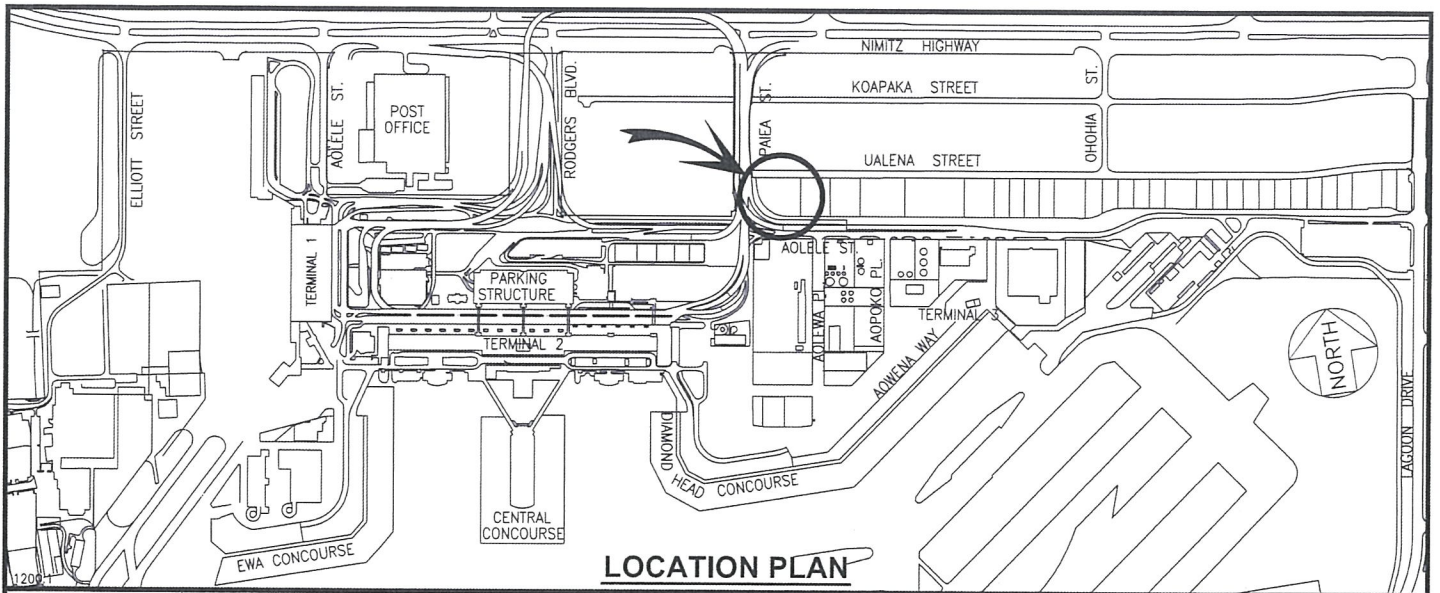 NIMITZ HIGHWAY
KOAPAKA STREET
UALENA STREET
ELLIOTT STREET
AOLELE ST.
POST
OFFICE
RODGERS BLVD.
PAIEA ST.
OHOHIA ST.
TERMINAL 1
PARKING
STRUCTURE
TERMINAL 2
AOLELE ST.
AOLEWA PL.
AOPOKO PL.
TERMINAL 3
AOWENA WAY
NORTH
LAGOON DRIVE
DIAMOND HEAD CONCOURSE
CENTRAL
CONCOURSE
EWA CONCOURSE
LOCATION PLAN